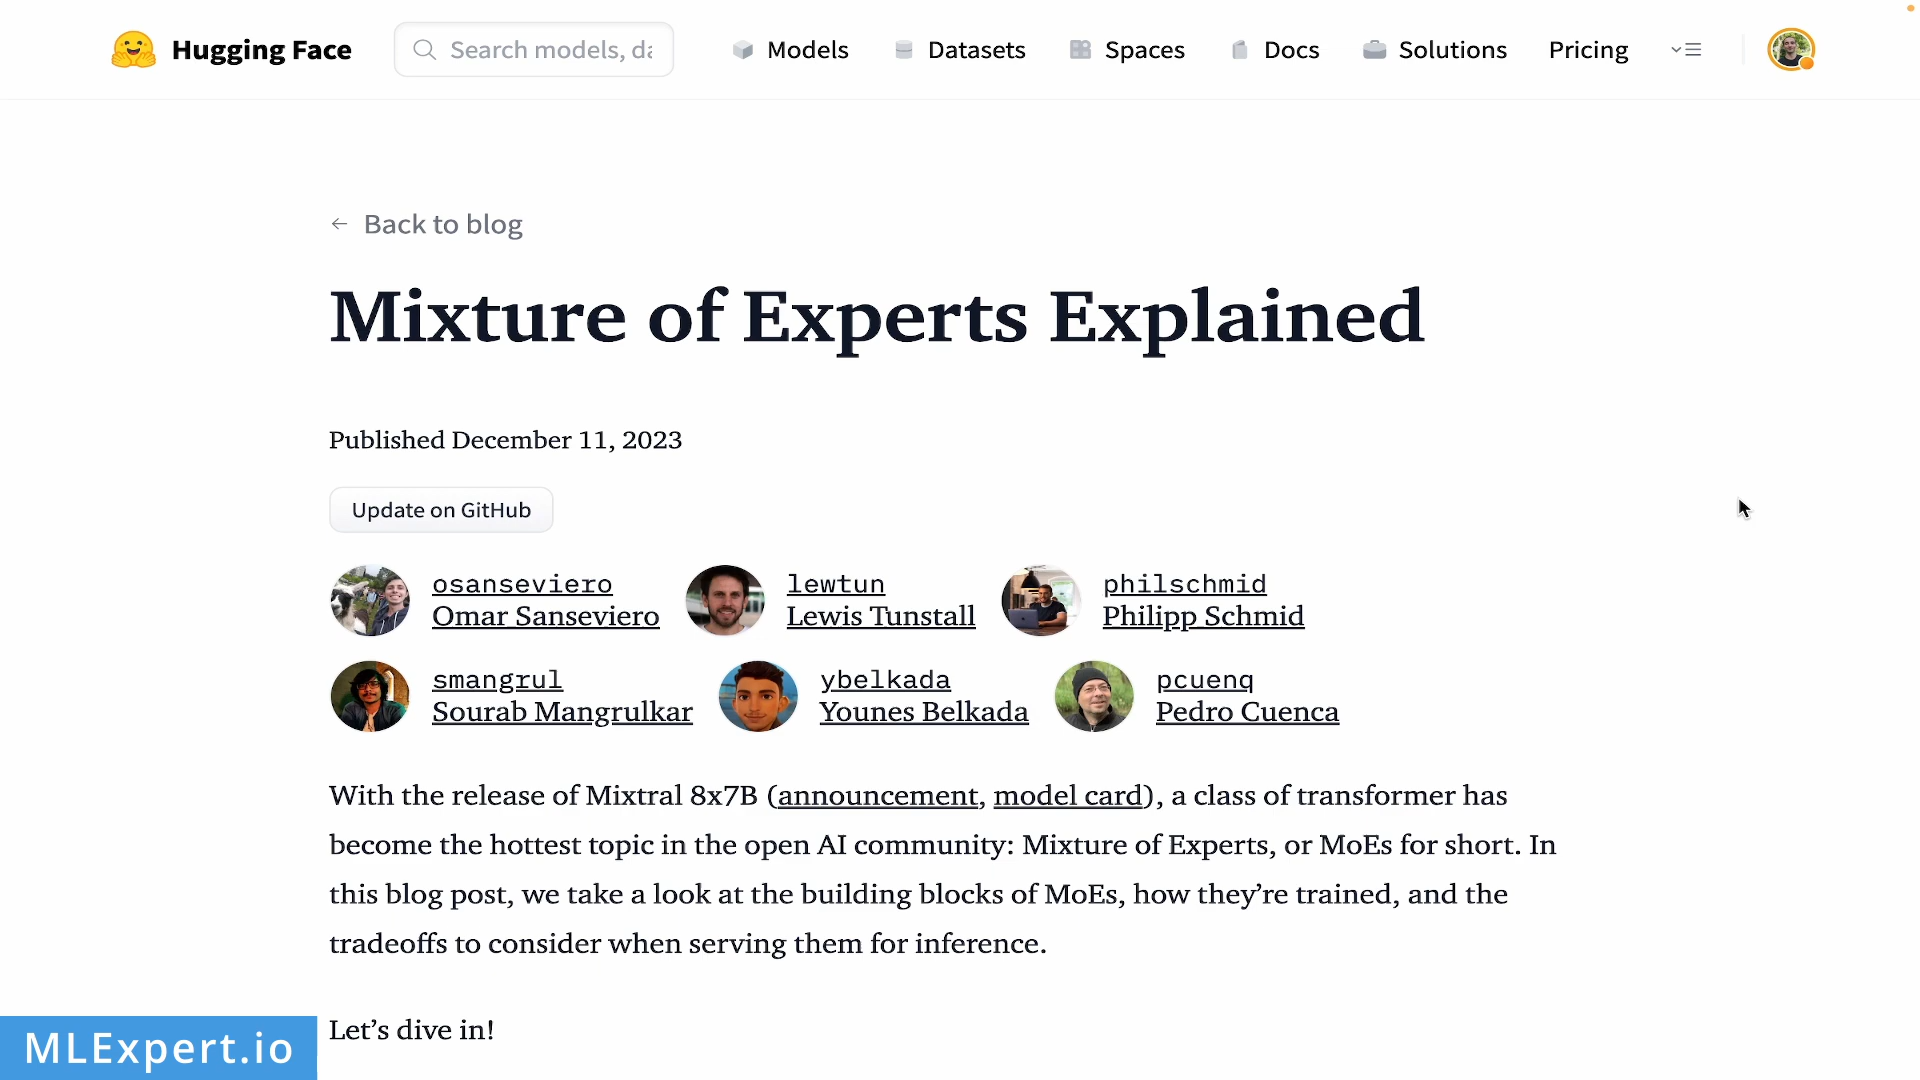 Hugging Face
Search models, da
Models
Datasets
Spaces
Docs
Solutions
Pricing
← Back to blog
Mixture of Experts Explained
Published December 11, 2023
Update on GitHub
osanseviero
Omar Sanseviero
lewtun
Lewis Tunstall
philschmid
Philipp Schmid
smangrul
Sourab Mangrulkar
ybelkada
Younes Belkada
pcuenq
Pedro Cuenca
With the release of Mixtral 8x7B (announcement, model card), a class of transformer has
become the hottest topic in the open AI community: Mixture of Experts, or MoEs for short. In
this blog post, we take a look at the building blocks of MoEs, how they’re trained, and the
tradeoffs to consider when serving them for inference.
Let’s dive in!
MLExpert.io